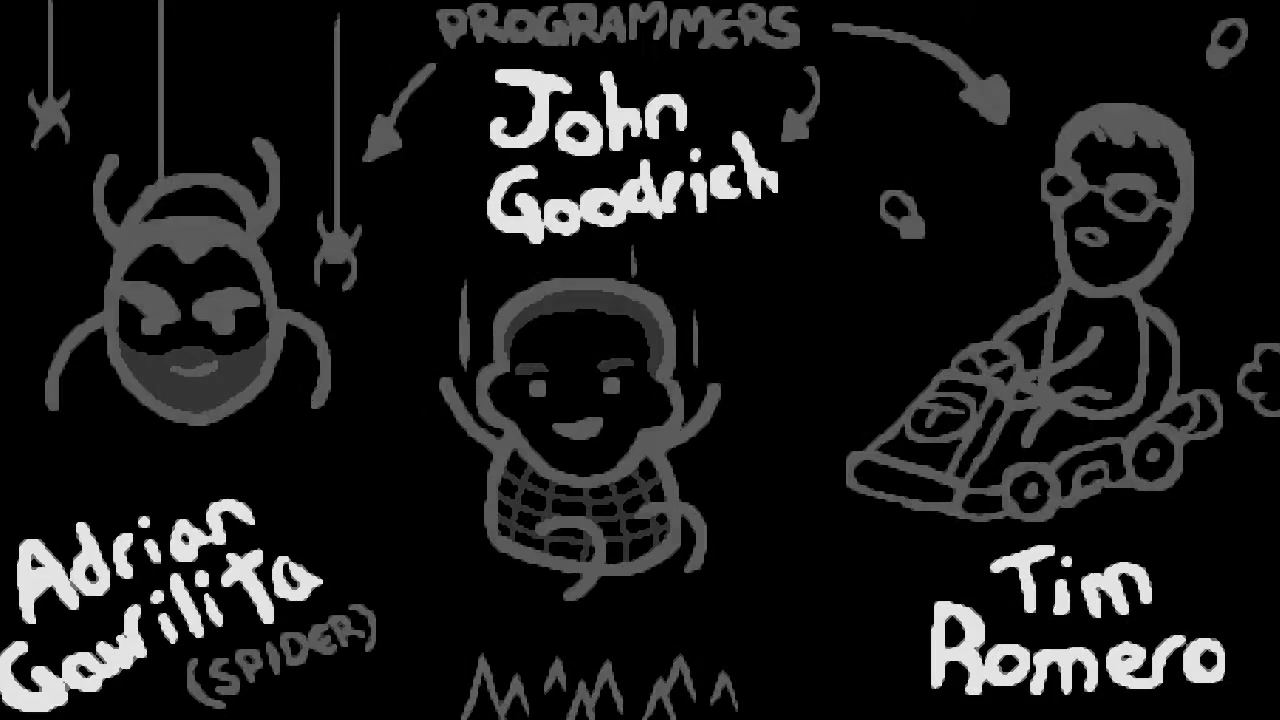 PROGRAMMERS
John
Goodrich
Adrian
Gavrilita
(SPIDER)
Tim
Romero